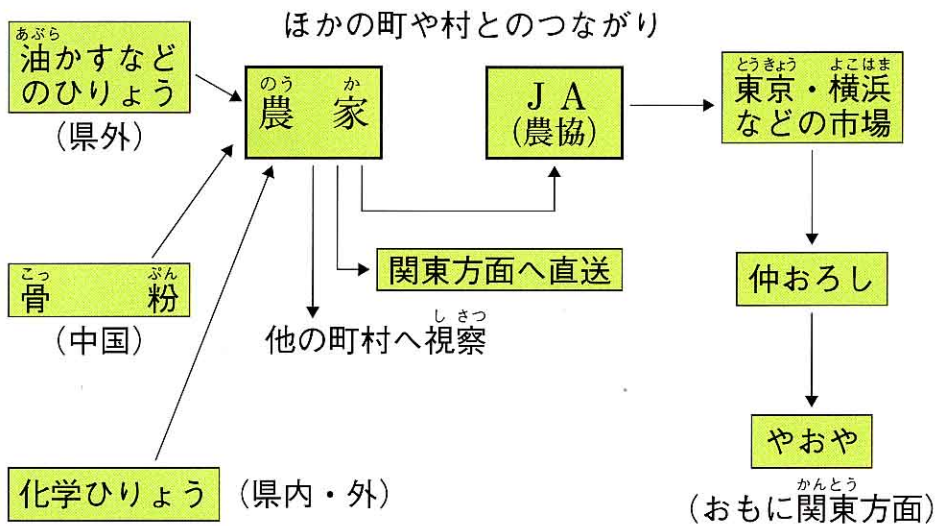 ほかの町や村とのつながり
あぶら
油かすなど
のひりょう
(県外)
のう か
農 家
JA
(農協)
とうきょう よこはま
東京・横浜
などの市場
こっ ぷん
骨 粉
(中国)
関東方面へ直送
仲おろし
し さつ
他の町村へ視察
やおや
かんとう
(おもに関東方面)
化学ひりょう (県内・外)